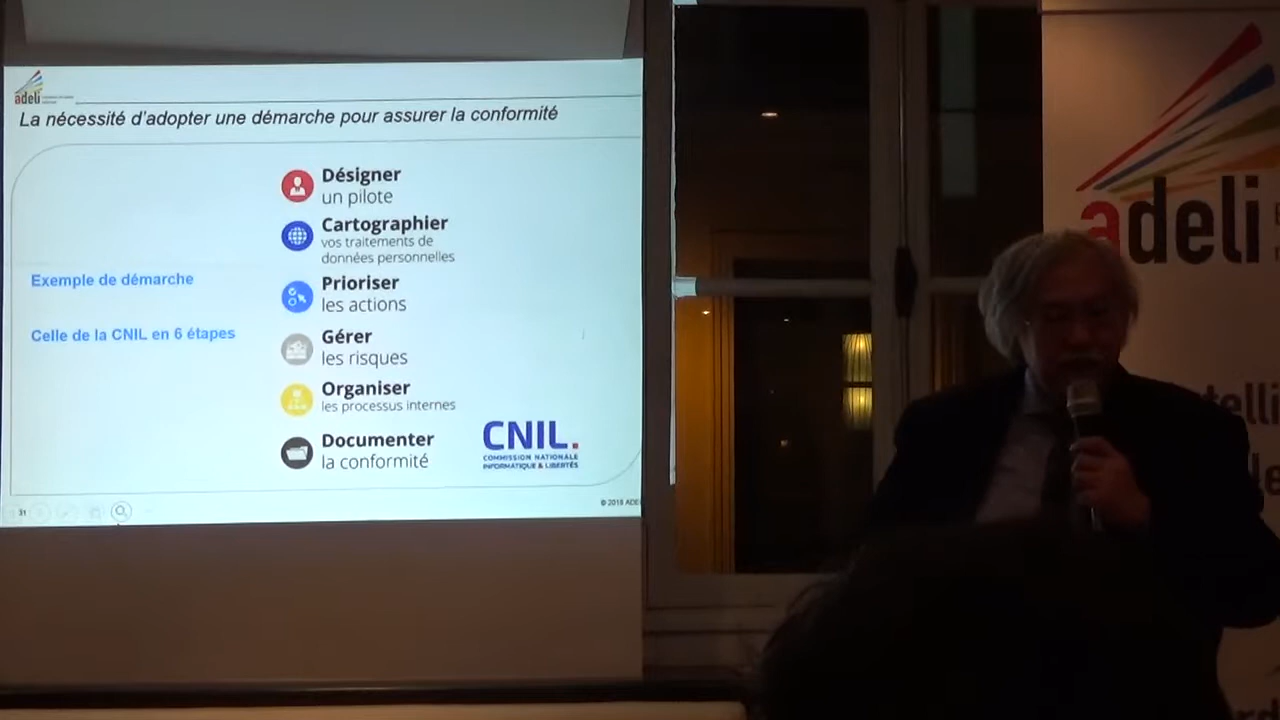 adeli
La nécessité d'adopter une démarche pour assurer la conformité
Désigner
un pilote
Cartographier
vos traitements de
données personnelles
Exemple de démarche
Prioriser
les actions
Celle de la CNIL en 6 étapes
Gérer
les risques
Organiser
les processus internes
Documenter
la conformité
CNIL.
COMMISSION NATIONALE
INFORMATIQUE & LIBERTÉS
31
adeli
telli